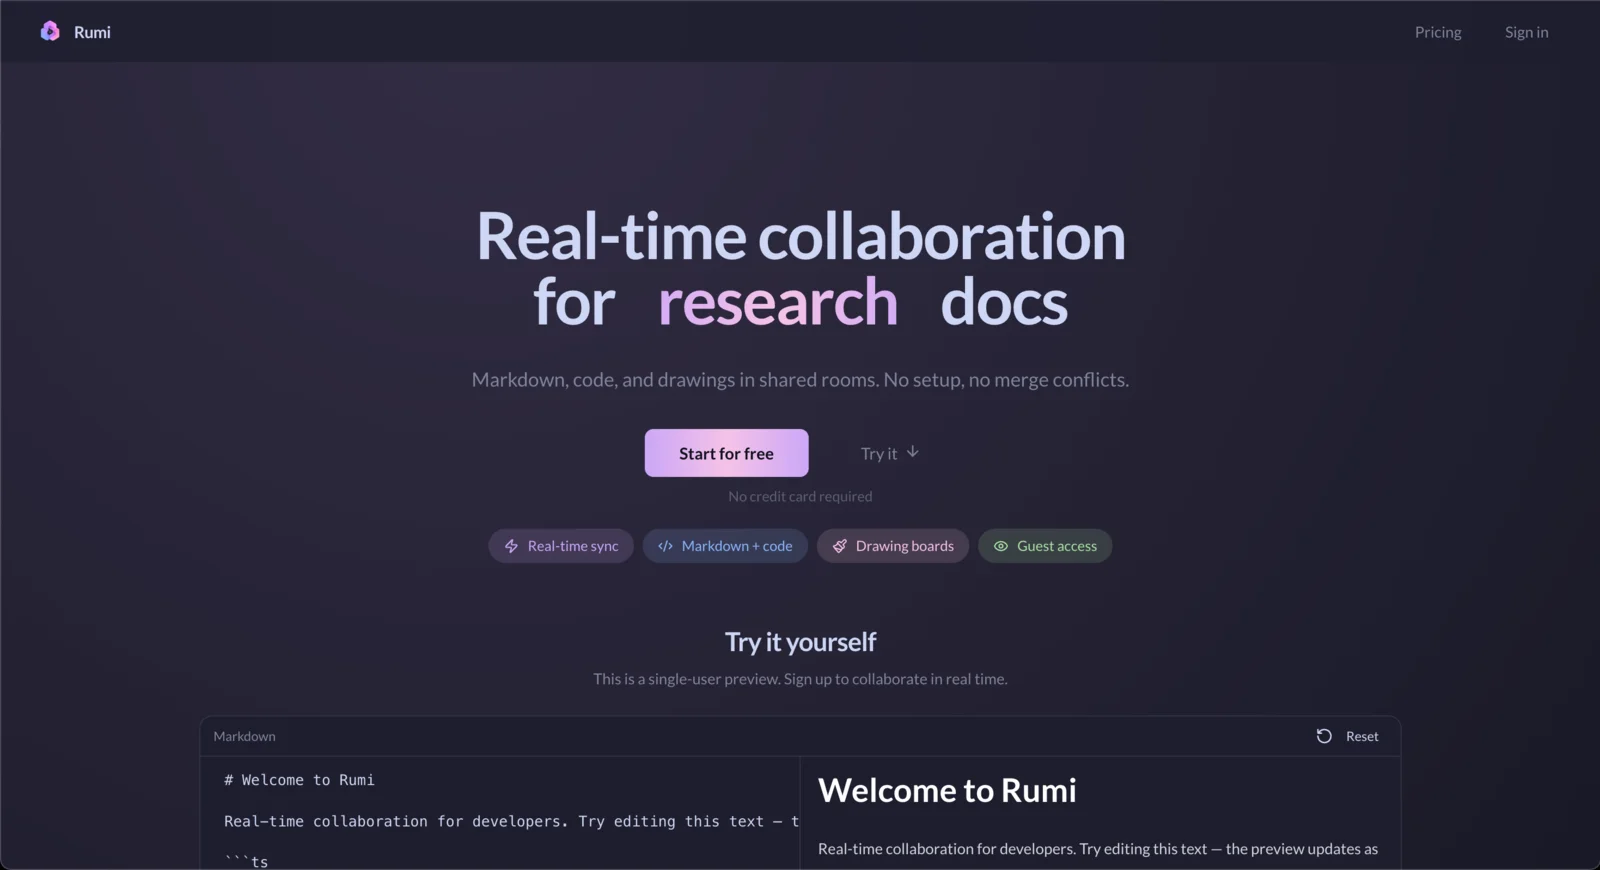 Rumi
Pricing
Sign in
Real-time collaboration
for research docs
Markdown, code, and drawings in shared rooms. No setup, no merge conflicts.
Start for free
Try it ↓
No credit card required
Real-time sync
</> Markdown + code
Drawing boards
Guest access
Try it yourself
This is a single-user preview. Sign up to collaborate in real time.
Markdown
Reset
# Welcome to Rumi
Real-time collaboration for developers. Try editing this text — t
```ts
Welcome to Rumi
Real-time collaboration for developers. Try editing this text — the preview updates as